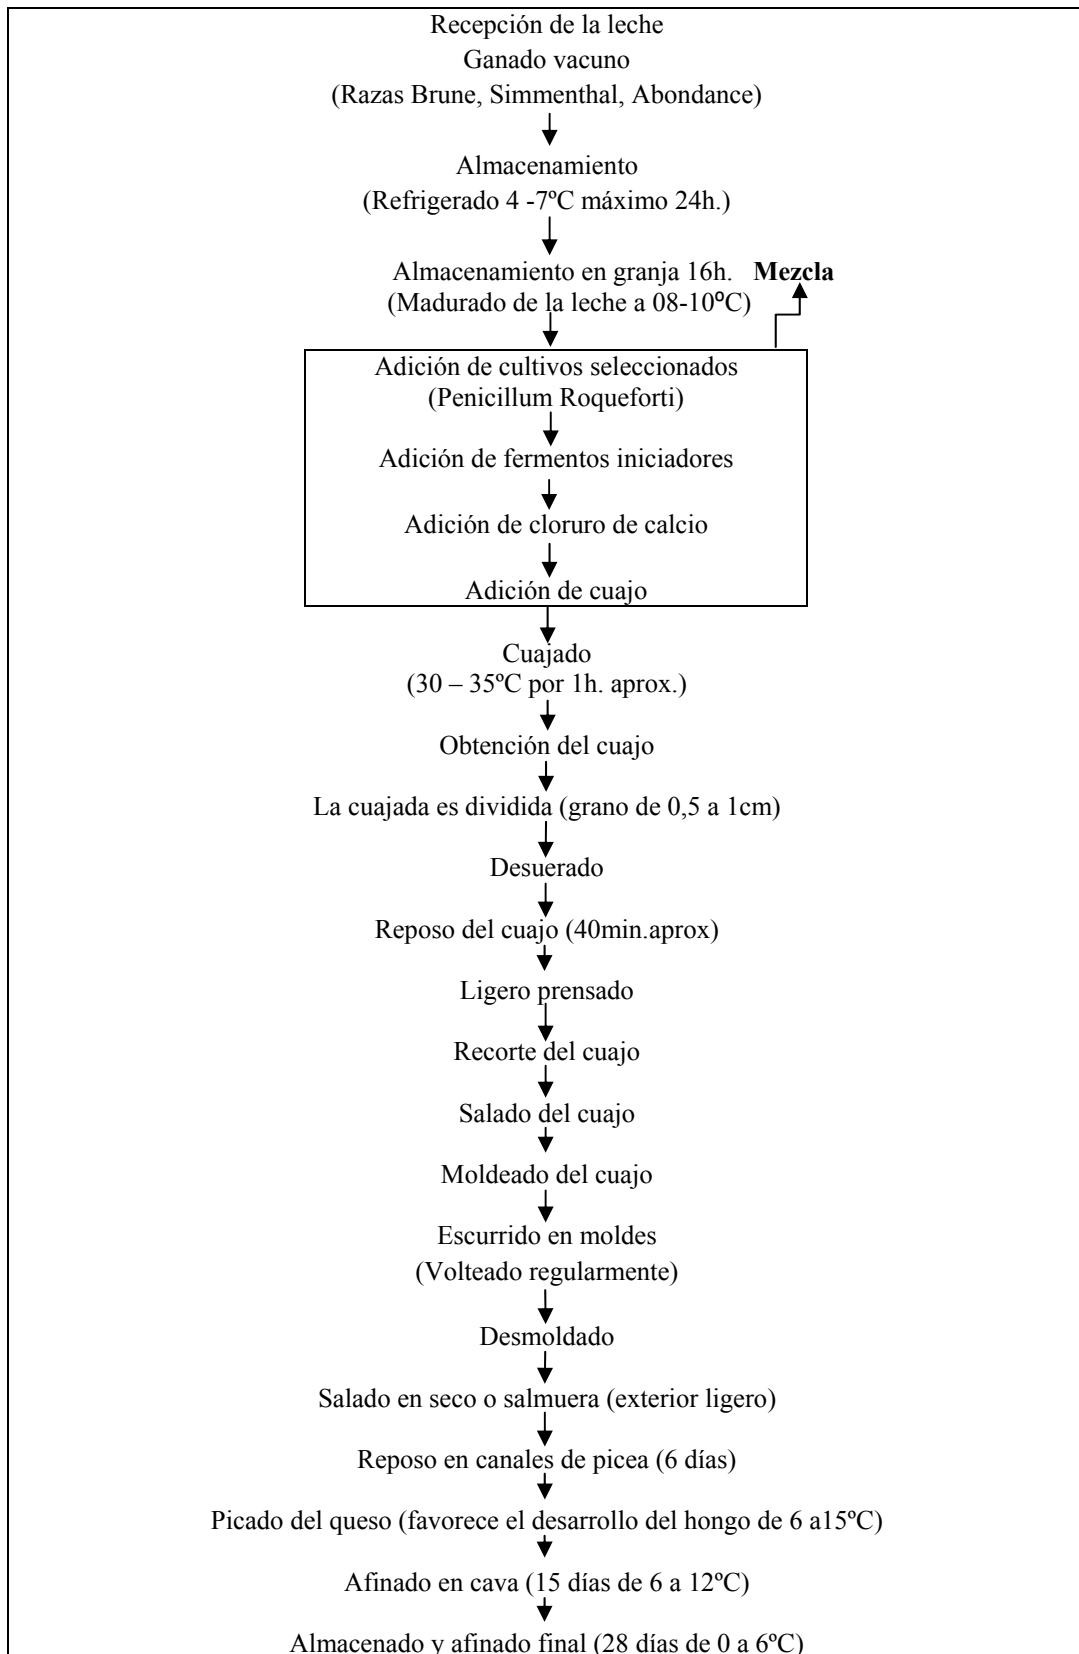 Recepción de la leche
Ganado vacuno
(Razas Brune, Simmenthal, Abondance)
Almacenamiento
(Refrigerado 4 -7ºC máximo 24h.)
Almacenamiento en granja 16h. Mezcla
(Madurado de la leche a 08-10ºC)
Adición de cultivos seleccionados
(Penicillum Roqueforti)
Adición de fermentos iniciadores
Adición de cloruro de calcio
Adición de cuajo
Cuajado
(30 – 35ºC por 1h. aprox.)
Obtención del cuajo
La cuajada es dividida (grano de 0,5 a 1cm)
Desuerado
Reposo del cuajo (40min.aprox)
Ligero prensado
Recorte del cuajo
Salado del cuajo
Moldeado del cuajo
Escurrido en moldes
(Volteado regularmente)
Desmoldado
Salado en seco o salmuera (exterior ligero)
Reposo en canales de picea (6 días)
Picado del queso (favorece el desarrollo del hongo de 6 a15ºC)
Afinado en cava (15 días de 6 a 12ºC)
Almacenado y afinado final (28 días de 0 a 6ºC)